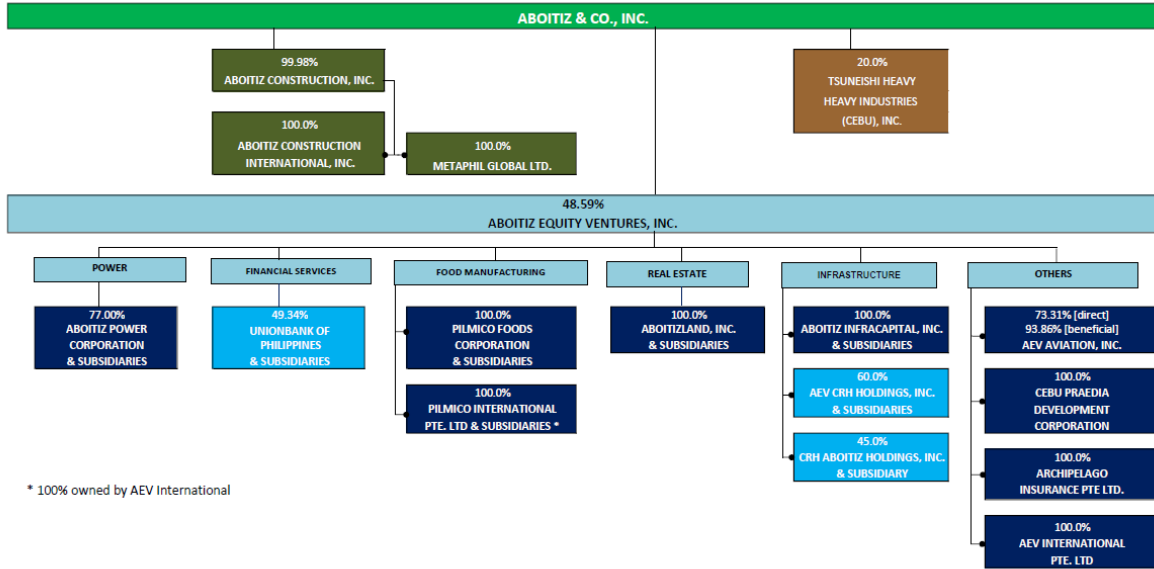 ABOITIZ & CO., INC.
99.98%
ABOITIZ CONSTRUCTION, INC.
20.0%
TSUNEISHI HEAVY
HEAVY INDUSTRIES
(CEBU), INC.
100.0%
ABOITIZ CONSTRUCTION
INTERNATIONAL, INC.
100.0%
METAPHIL GLOBAL LTD.
48.59%
ABOITIZ EQUITY VENTURES, INC.
POWER
77.00%
ABOITIZ POWER
CORPORATION
& SUBSIDIARIES
FINANCIAL SERVICES
49.34%
UNIONBANK OF
PHILIPPINES
& SUBSIDIARIES
FOOD MANUFACTURING
100.0%
PILMICO FOODS
CORPORATION
& SUBSIDIARIES
100.0%
PILMICO INTERNATIONAL
PTE. LTD & SUBSIDIARIES *
REAL ESTATE
100.0%
ABOITIZLAND, INC.
& SUBSIDIARIES
INFRASTRUCTURE
100.0%
ABOITIZ INFRACAPITAL, INC.
& SUBSIDIARIES
60.0%
AEV CRH HOLDINGS, INC.
& SUBSIDIARIES
45.0%
CRH ABOITIZ HOLDINGS, INC.
& SUBSIDIARY
OTHERS
73.31% [direct]
93.86% [beneficial]
AEV AVIATION, INC.
100.0%
CEBU PRAEDIA
DEVELOPMENT
CORPORATION
100.0%
ARCHIPELAGO
INSURANCE PTE LTD.
100.0%
AEV INTERNATIONAL
PTE. LTD
* 100% owned by AEV International